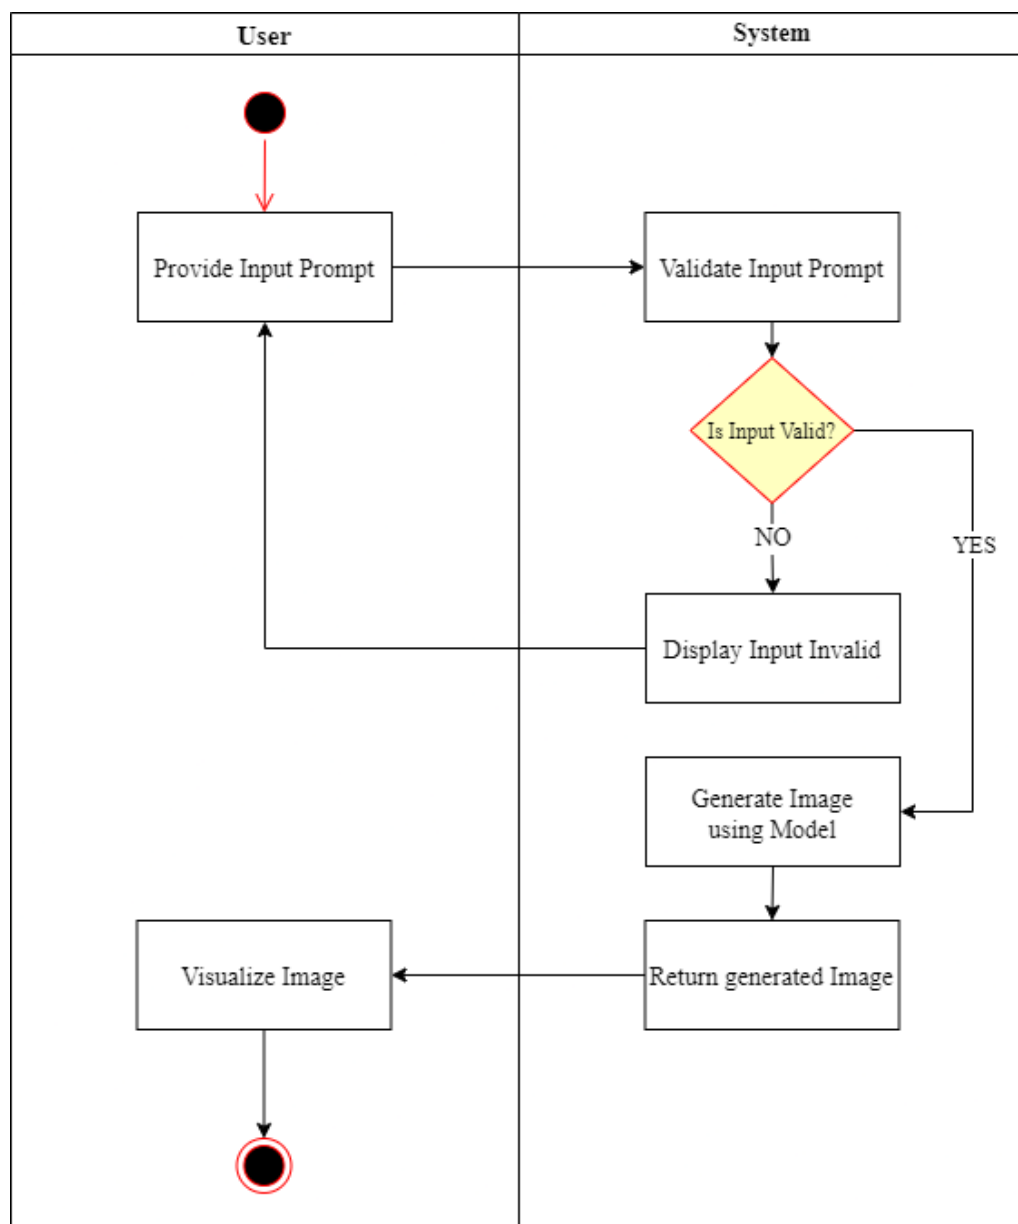 User
System
Provide Input Prompt
Validate Input Prompt
Is Input Valid?
NO
YES
Display Input Invalid
Generate Image
using Model
Visualize Image
Return generated Image